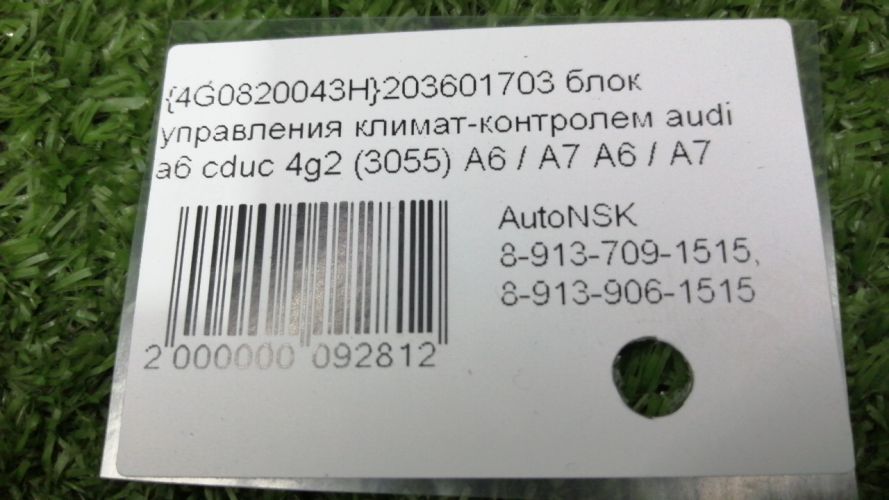 {4G0820043H}203601703 блок
управления климат-контролем audi
a6 cduc 4g2 (3055) A6 / A7 A6 / A7
AutoNSK
8-913-709-1515,
8-913-906-1515
2 000000 092812